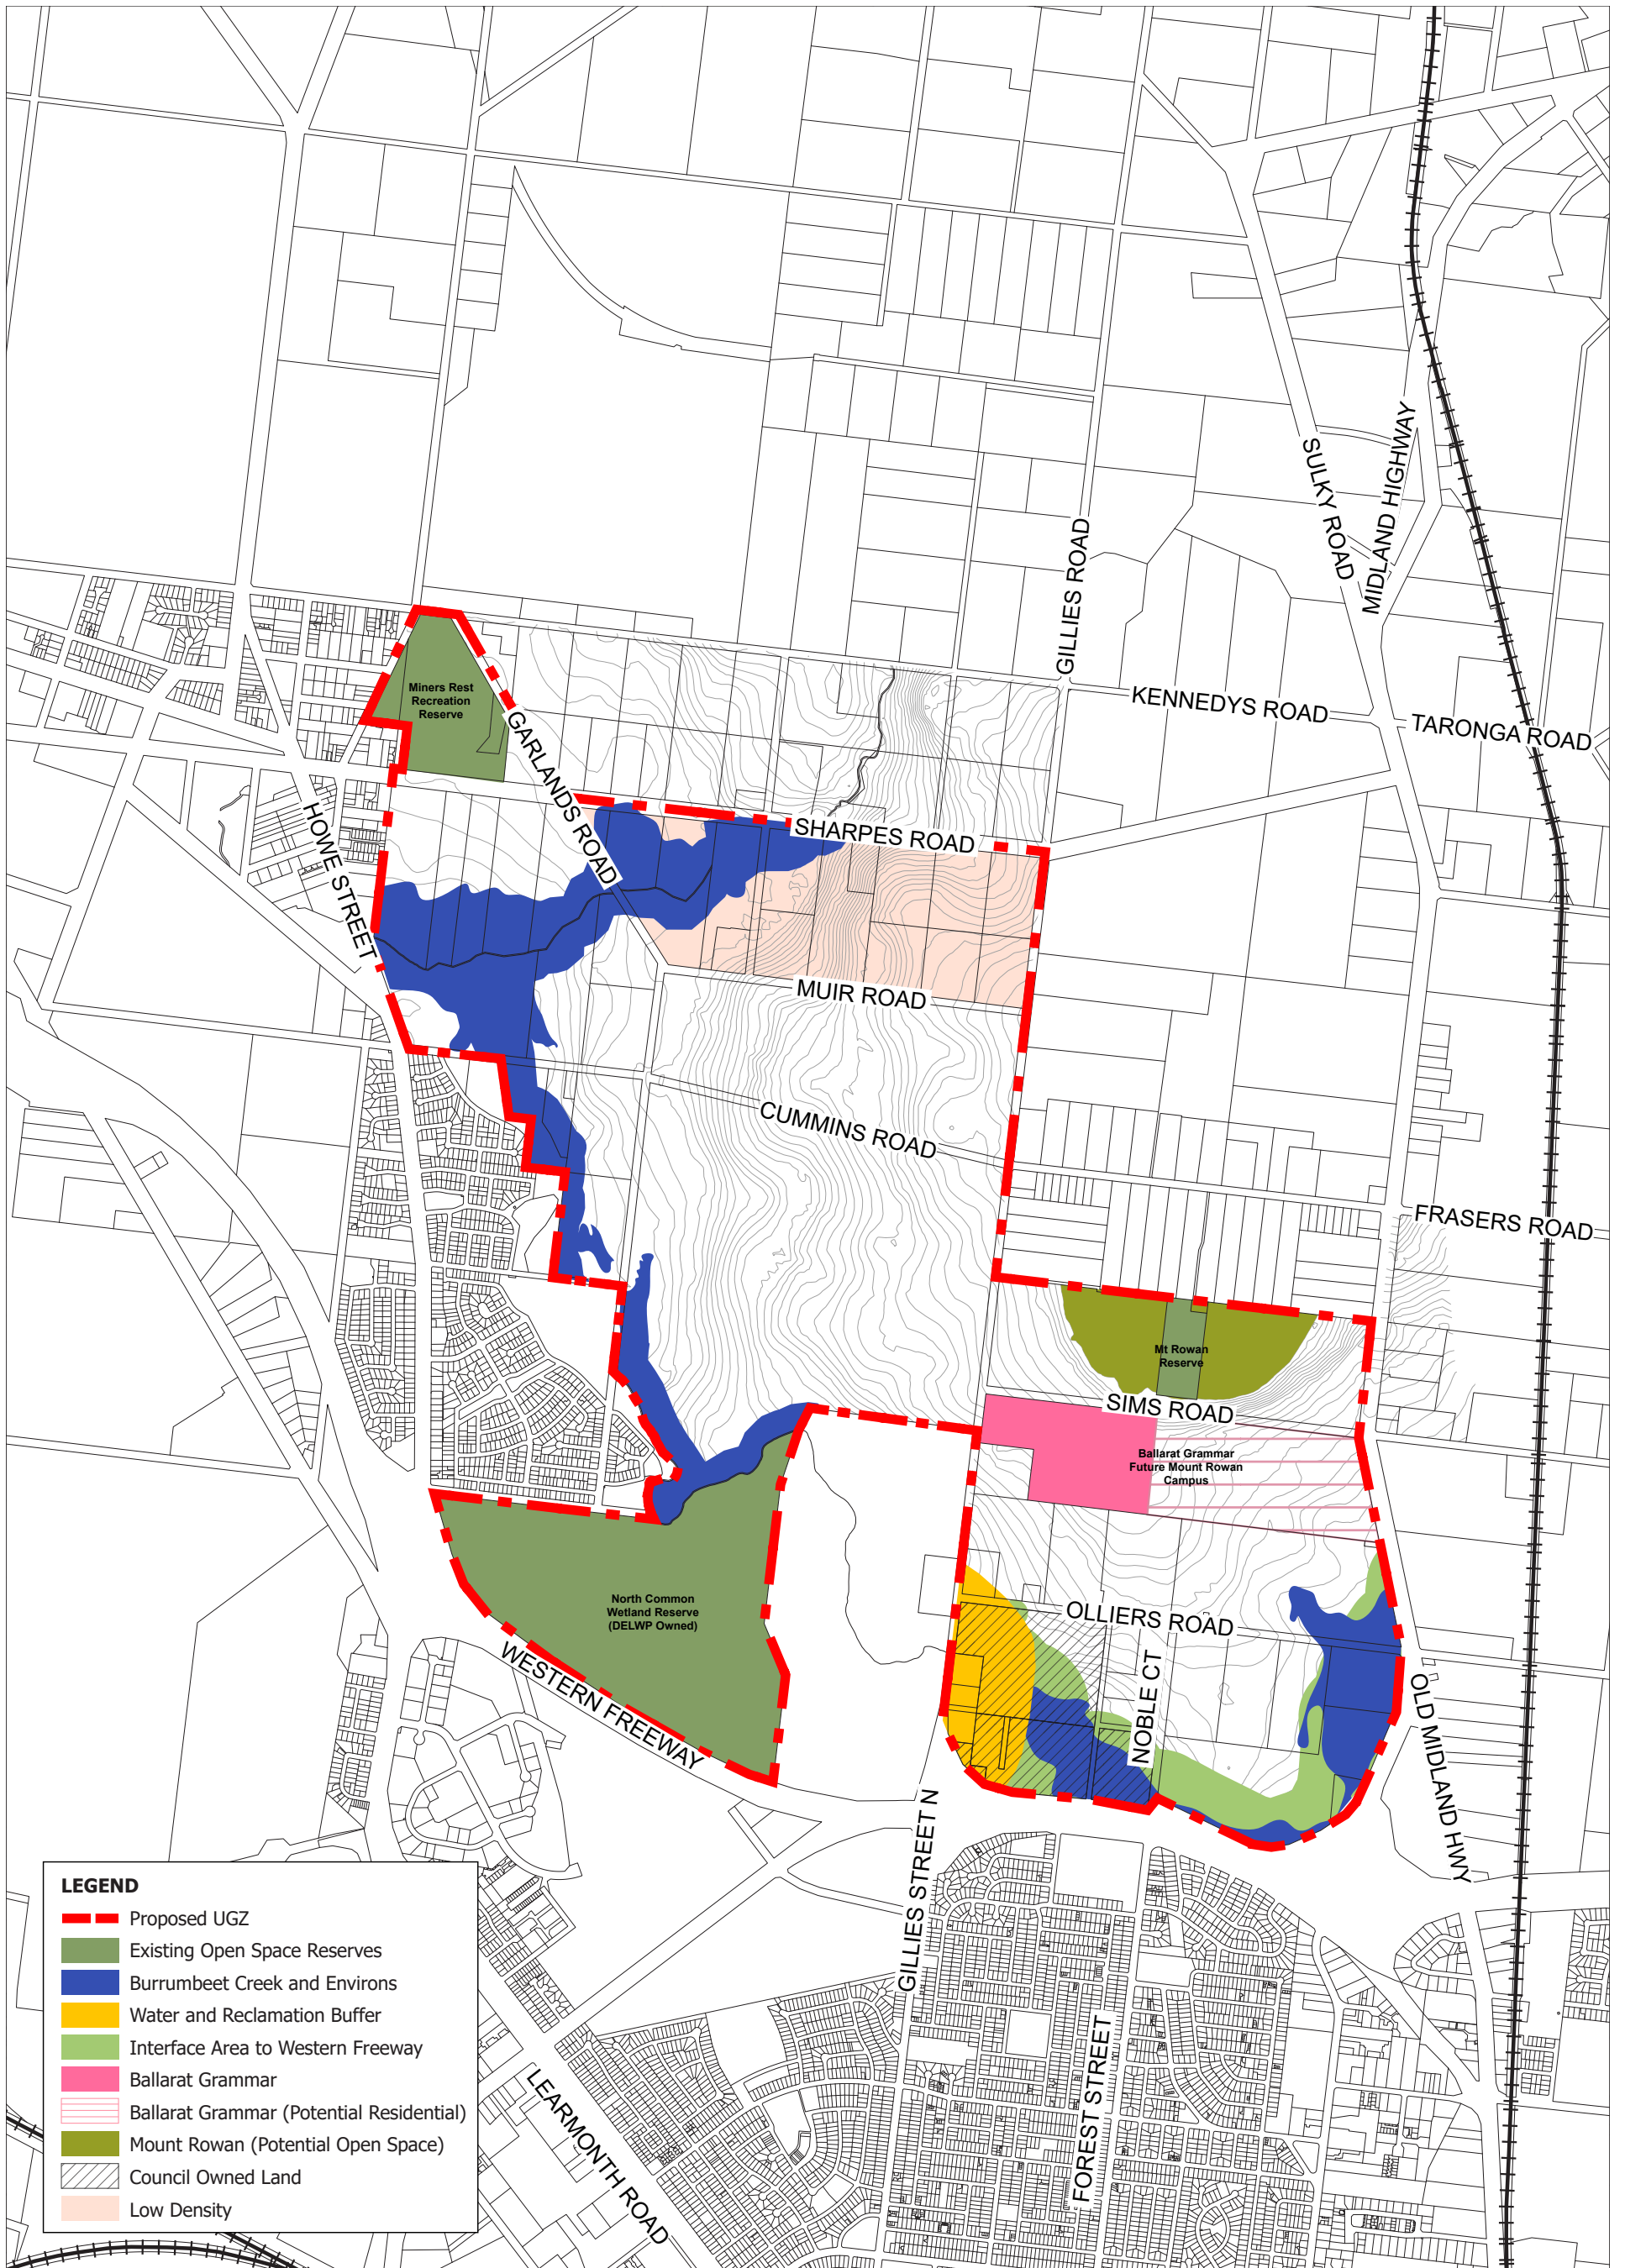 SULKY ROAD
MIDLAND HIGHWAY
GILLIES ROAD
KENNEDYS ROAD
TARONGA ROAD
Miners Rest
Recreation
Reserve
GARLANDS ROAD
HOWE STREET
SHARPES ROAD
MUIR ROAD
CUMMINS ROAD
FRASERS ROAD
Mt Rowan
Reserve
SIMS ROAD
Ballarat Grammar
Future Mount Rowan
Campus
North Common
Wetland Reserve
(DELWP Owned)
OLLIERS ROAD
NOBLE CT
WESTERN FREEWAY
OLD MIDLAND HWY
GILLIES STREET N
FOREST STREET
LEARMONTH ROAD
LEGEND
Proposed UGZ
Existing Open Space Reserves
Burrumbeet Creek and Environs
Water and Reclamation Buffer
Interface Area to Western Freeway
Ballarat Grammar
Ballarat Grammar (Potential Residential)
Mount Rowan (Potential Open Space)
Council Owned Land
Low Density